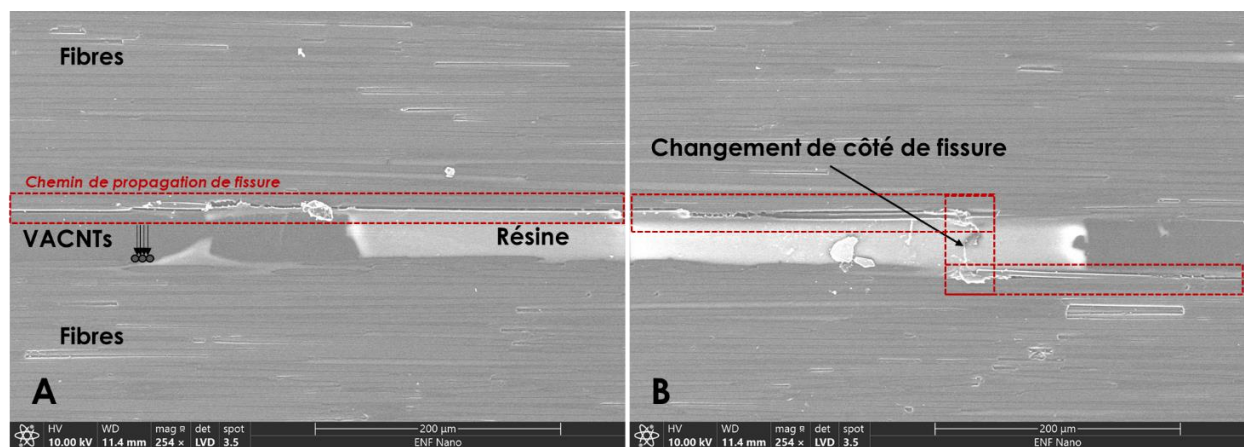 Fibres
Chemin de propagation de fissure
VACNTs
Résine
Fibres
A
HV WD mag det spot
10.00 kV 11.4 mm 254 × LVD 3.5
200 µm
ENF Nano
Changement de côté de fissure
B
HV WD mag det spot
10.00 kV 11.4 mm 254 × LVD 3.5
200 µm
ENF Nano